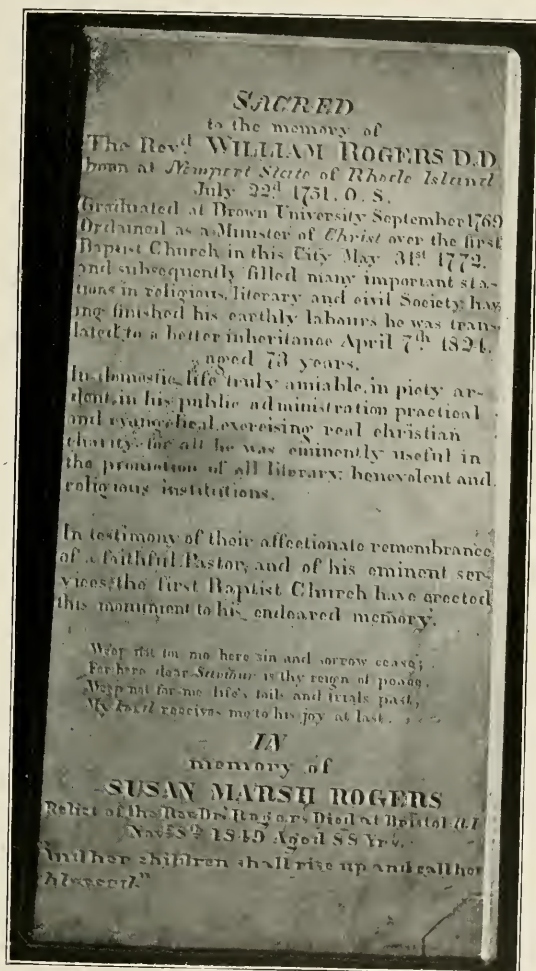 SACRED
to the memory of
The Revd. WILLIAM ROGERS D.D.
born at Newport State of Rhode Island
July 22d. 1751. O. S.
Graduated at Brown University September 1769
Ordained as a Minister of Christ over the first
Baptist Church in this City May 31st 1772.
and subsequently filled many important sta-
tions in religious, literary and civil Society; hav-
ing finished his earthly labours he was trans-
lated to a better inheritance April 7th 1824.
aged 73 years.
In domestic life truly amiable, in piety ar-
dent, in his public administration practical
and evangelical, exercising real christian
charity for all he was eminently useful in
the promotion of all literary; benevolent and
religious institutions.
In testimony of their affectionate remembrance
of a faithful Pastor, and of his eminent ser-
vices, the first Baptist Church have erected
this monument to his endeared memory.
Weep not for me here sin and sorrow cease;
For here dear Saviour is thy reign of peace.
Weep not for me life's toils and trials past,
My receives me to his joy at last.
IN
memory of
SUSAN MARSH ROGERS
Relict of the Rev Dr. Rogers Died at Bristol R.I
Novr. 8th 1849 Aged 88 Yrs.
"And her children shall rise up and call her
blessed."